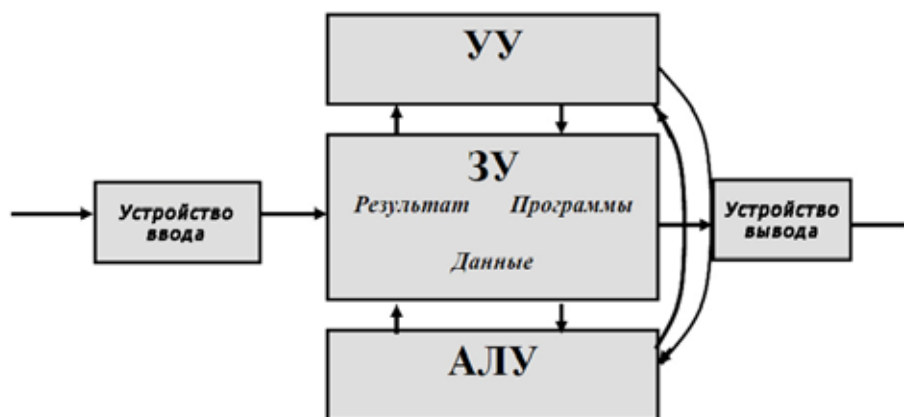 УУ
ЗУ
Результат Программы
Данные
Устройство
ввода
Устройство
вывода
АЛУ